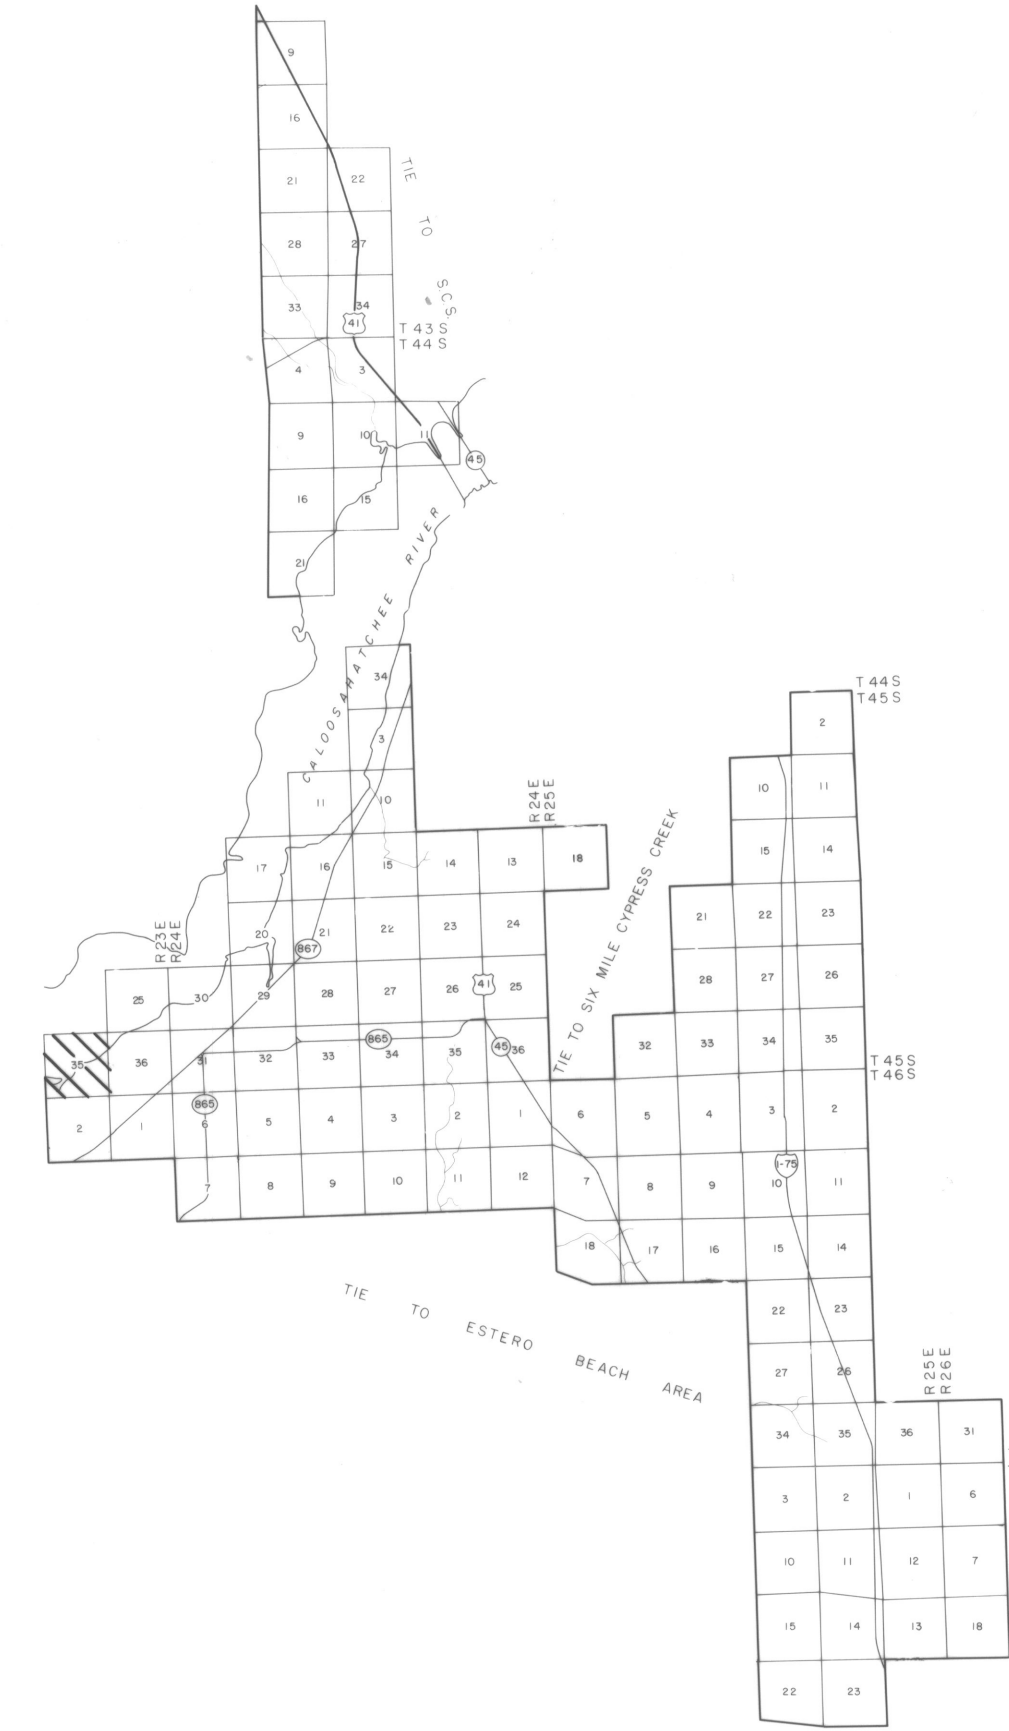 9
16
21 22
TIE TO S.C.S.
28 27
33 34
41
T 43 S
T 44 S
4 3
9 10 11
45
16 15
21
CALOOSAHATCHEE RIVER
34
3
11 10
17 16 15 14 13 18
R24E
R25E
20 21 22 23 24
867
R23E
R24E
25 30 29 28 27 26 25
41
35 36 31 32 33 34 35 36
865
45
865
2 1 6 5 4 3 2 1 6 5 4 3 2
7 8 9 10 11 12 7 8 9 10 11
18 17 16 15 14
TIE TO SIX MILE CYPRESS CREEK
T 44 S
T 45 S
2
10 11
15 14
21 22 23
28 27 26
32 33 34 35
T 45 S
T 46 S
I-75
22 23
TIE TO ESTERO BEACH AREA
27 26
R25E
R26E
34 35 36 31
3 2 1 6
10 11 12 7
15 14 13 18
22 23